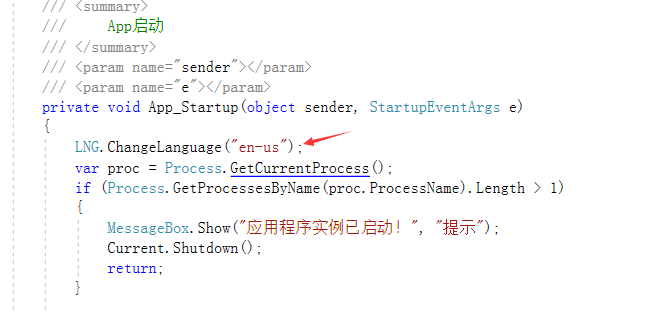 /// <summary>
///     App启动
/// </summary>
/// <param name="sender"></param>
/// <param name="e"></param>
private void App_Startup(object sender, StartupEventArgs e)
{
    LNG.ChangeLanguage("en-us");
    var proc = Process.GetCurrentProcess();
    if (Process.GetProcessesByName(proc.ProcessName).Length > 1)
    {
        MessageBox.Show("应用程序实例已启动！", "提示");
        Current.Shutdown();
        return;
    }